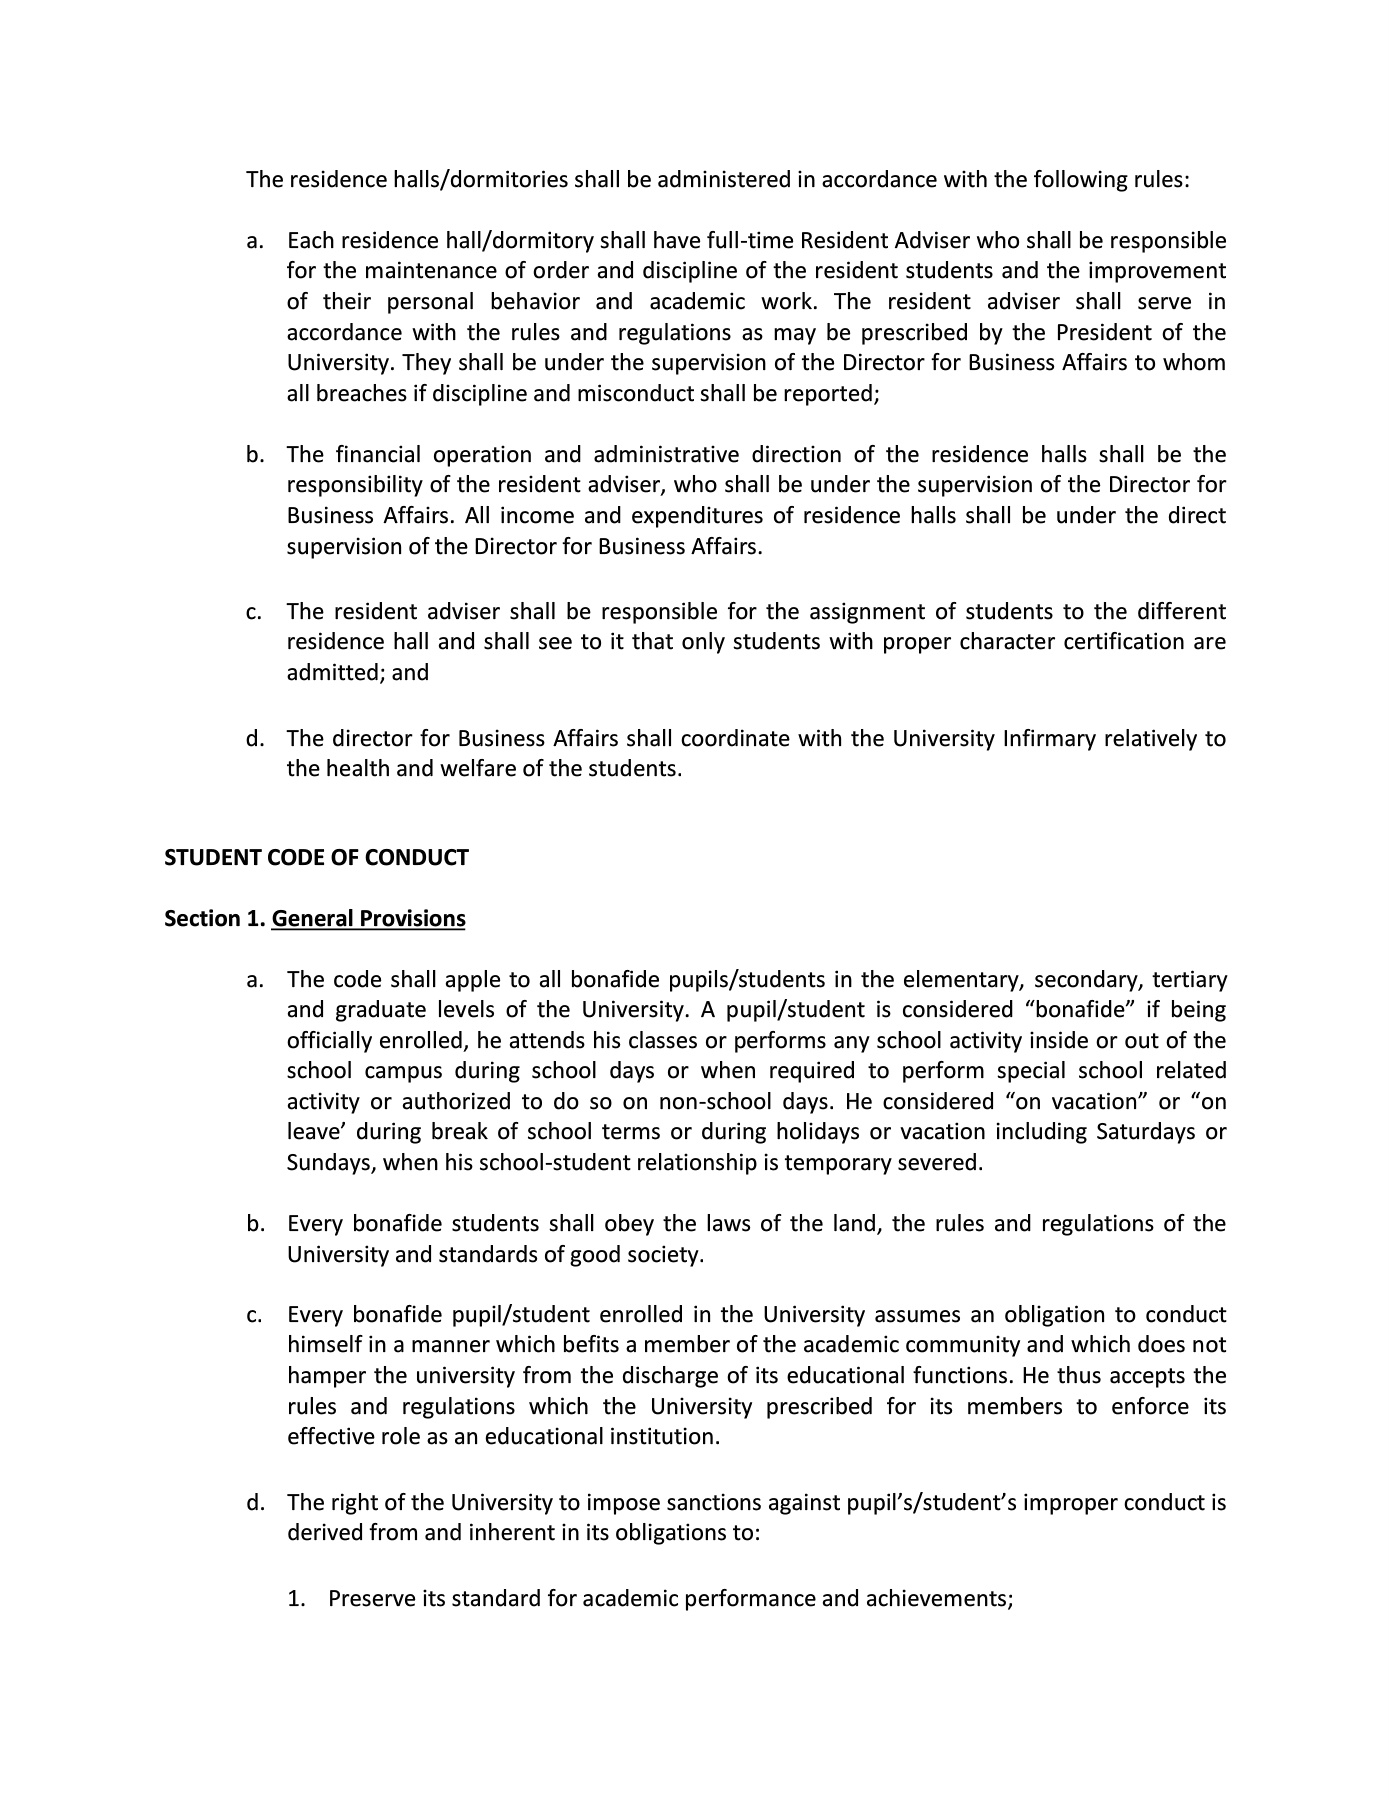 The residence halls/dormitories shall be administered in accordance with the following rules:
a. Each residence hall/dormitory shall have full-time Resident Adviser who shall be responsible
for the maintenance of order and discipline of the resident students and the improvement
of their personal behavior and academic work. The resident adviser shall serve in
accordance with the rules and regulations as may be prescribed by the President of the
University. They shall be under the supervision of the Director for Business Affairs to whom
all breaches if discipline and misconduct shall be reported;
b. The financial operation and administrative direction of the residence halls shall be the
responsibility of the resident adviser, who shall be under the supervision of the Director for
Business Affairs. All income and expenditures of residence halls shall be under the direct
supervision of the Director for Business Affairs.
c. The resident adviser shall be responsible for the assignment of students to the different
residence hall and shall see to it that only students with proper character certification are
admitted; and
d. The director for Business Affairs shall coordinate with the University Infirmary relatively to
the health and welfare of the students.
STUDENT CODE OF CONDUCT
Section 1. General Provisions
a. The code shall apple to all bonafide pupils/students in the elementary, secondary, tertiary
and graduate levels of the University. A pupil/student is considered “bonafide” if being
officially enrolled, he attends his classes or performs any school activity inside or out of the
school campus during school days or when required to perform special school related
activity or authorized to do so on non-school days. He considered “on vacation” or “on
leave’ during break of school terms or during holidays or vacation including Saturdays or
Sundays, when his school-student relationship is temporary severed.
b. Every bonafide students shall obey the laws of the land, the rules and regulations of the
University and standards of good society.
c. Every bonafide pupil/student enrolled in the University assumes an obligation to conduct
himself in a manner which befits a member of the academic community and which does not
hamper the university from the discharge of its educational functions. He thus accepts the
rules and regulations which the University prescribed for its members to enforce its
effective role as an educational institution.
d. The right of the University to impose sanctions against pupil’s/student’s improper conduct is
derived from and inherent in its obligations to:
1. Preserve its standard for academic performance and achievements;